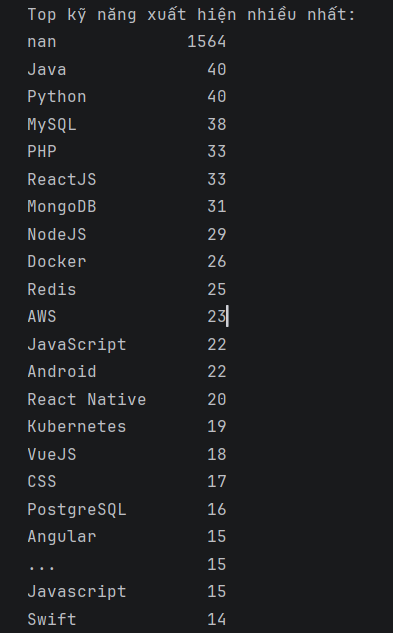 Top kỹ năng xuất hiện nhiều nhất:
nan 1564
Java 40
Python 40
MySQL 38
PHP 33
ReactJS 33
MongoDB 31
NodeJS 29
Docker 26
Redis 25
AWS 23
JavaScript 22
Android 22
React Native 20
Kubernetes 19
VueJS 18
CSS 17
PostgreSQL 16
Angular 15
... 15
Javascript 15
Swift 14